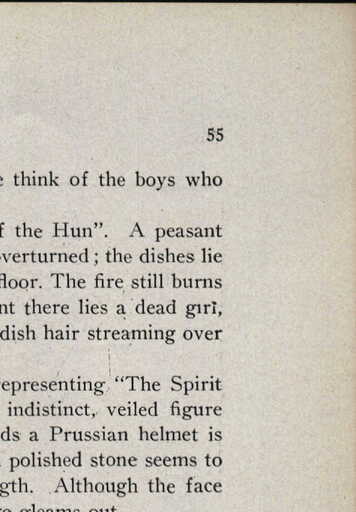 55
think of the boys who
the Hun". A peasant
verturned; the dishes lie
floor. The fire still burns
nt there lies a dead girl,
dish hair streaming over
epresenting "The Spirit
indistinct, veiled figure
ds a Prussian helmet is
polished stone seems to
gth. Although the face
gleams out